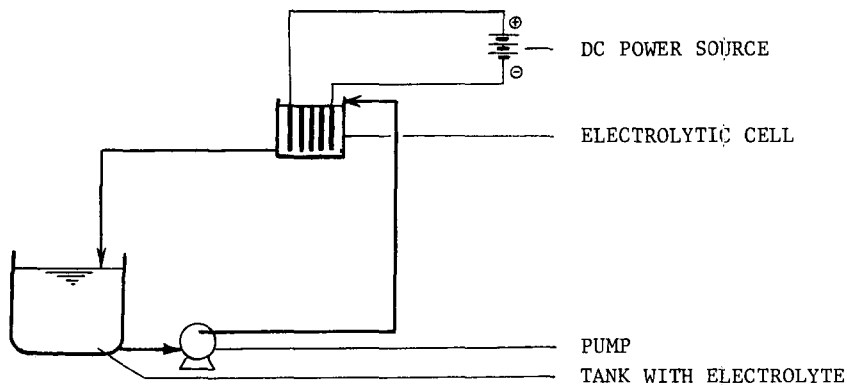 ⊕
DC POWER SOURCE
⊖
ELECTROLYTIC CELL
PUMP
TANK WITH ELECTROLYTE